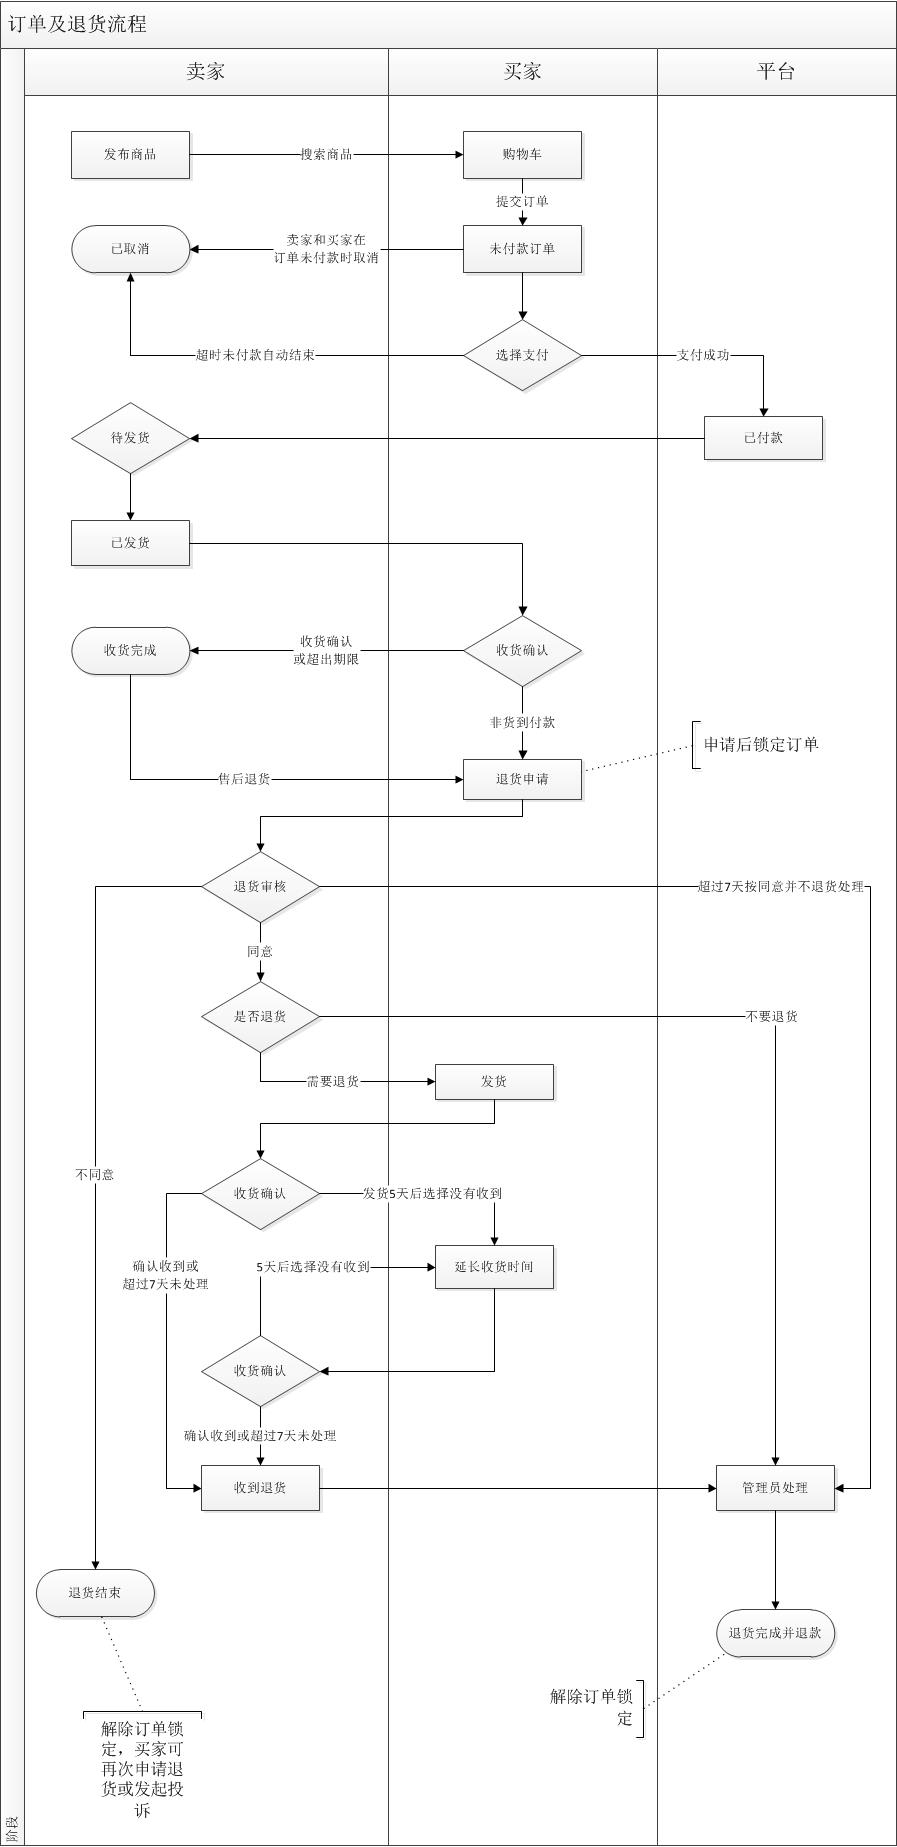 订单及退货流程
卖家
买家
平台
发布商品
搜索商品
购物车
提交订单
已取消
卖家和买家在
订单未付款时取消
未付款订单
超时未付款自动结束
选择支付
支付成功
待发货
已付款
已发货
收货完成
收货确认
或超出期限
收货确认
非货到付款
申请后锁定订单
售后退货
退货申请
退货审核
超过7天按同意并不退货处理
同意
是否退货
不要退货
需要退货
发货
不同意
收货确认
发货5天后选择没有收到
确认收到或
超过7天未处理
5天后选择没有收到
延长收货时间
收货确认
确认收到或超过7天未处理
收到退货
管理员处理
退货结束
退货完成并退款
解除订单锁
定
解除订单锁
定，买家可
再次申请退
货或发起投
诉
阶段